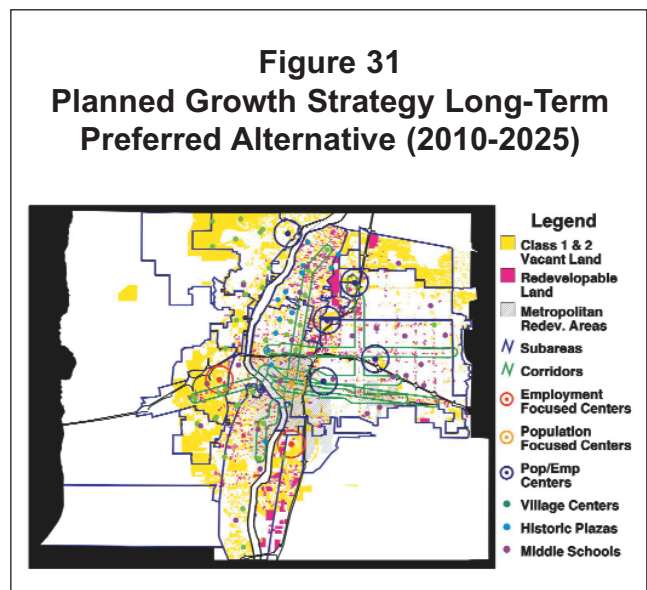 Figure 31
Planned Growth Strategy Long-Term
Preferred Alternative (2010-2025)
Legend
Class 1 & 2
Vacant Land
Redevelopable
Land
Metropolitan
Redev. Areas
Subareas
Corridors
Employment
Focused Centers
Population
Focused Centers
Pop/Emp
Centers
Village Centers
Historic Plazas
Middle Schools